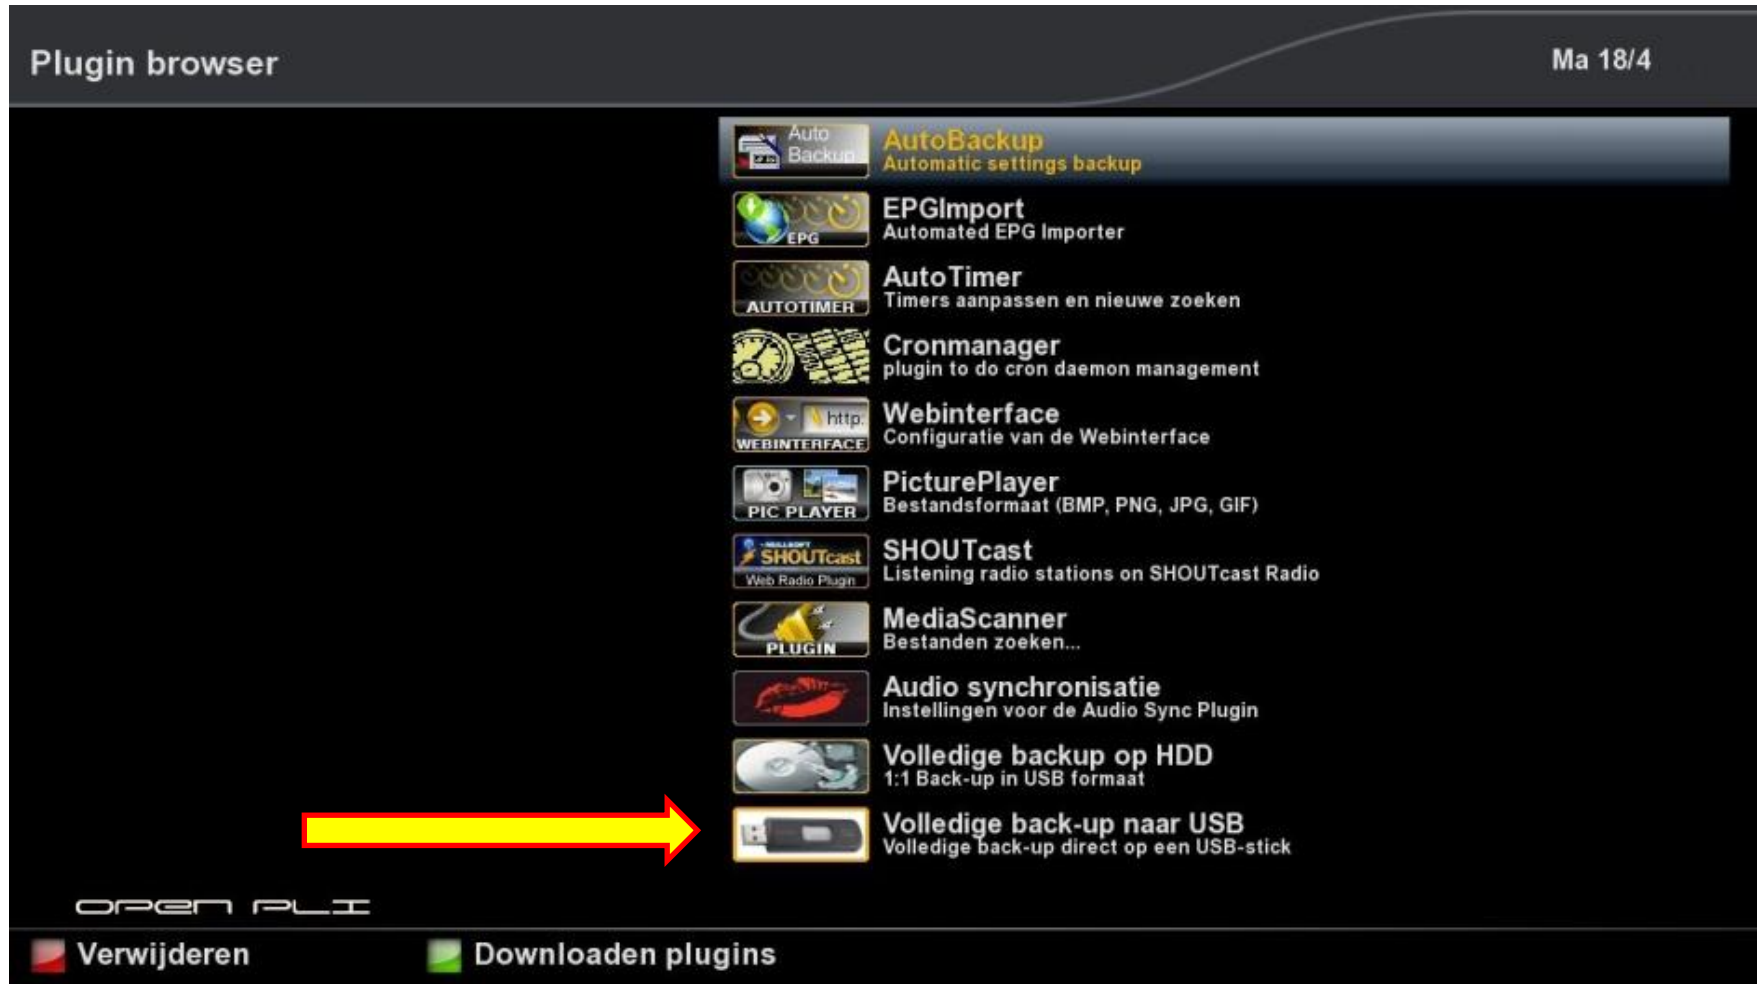 Plugin browser
Ma 18/4
Auto
Backup
AutoBackup
Automatic settings backup
EPG
EPGImport
Automated EPG Importer
AUTOTIMER
AutoTimer
Timers aanpassen en nieuwe zoeken
Cronmanager
plugin to do cron daemon management
http:
WEBINTERFACE
Webinterface
Configuratie van de Webinterface
PIC PLAYER
PicturePlayer
Bestandsformaat (BMP, PNG, JPG, GIF)
SHOUTcast
Web Radio Plugin
SHOUTcast
Listening radio stations on SHOUTcast Radio
PLUGIN
MediaScanner
Bestanden zoeken...
Audio synchronisatie
Instellingen voor de Audio Sync Plugin
Volledige backup op HDD
1:1 Back-up in USB formaat
Volledige back-up naar USB
Volledige back-up direct op een USB-stick
OPEN PLI
Verwijderen
Downloaden plugins